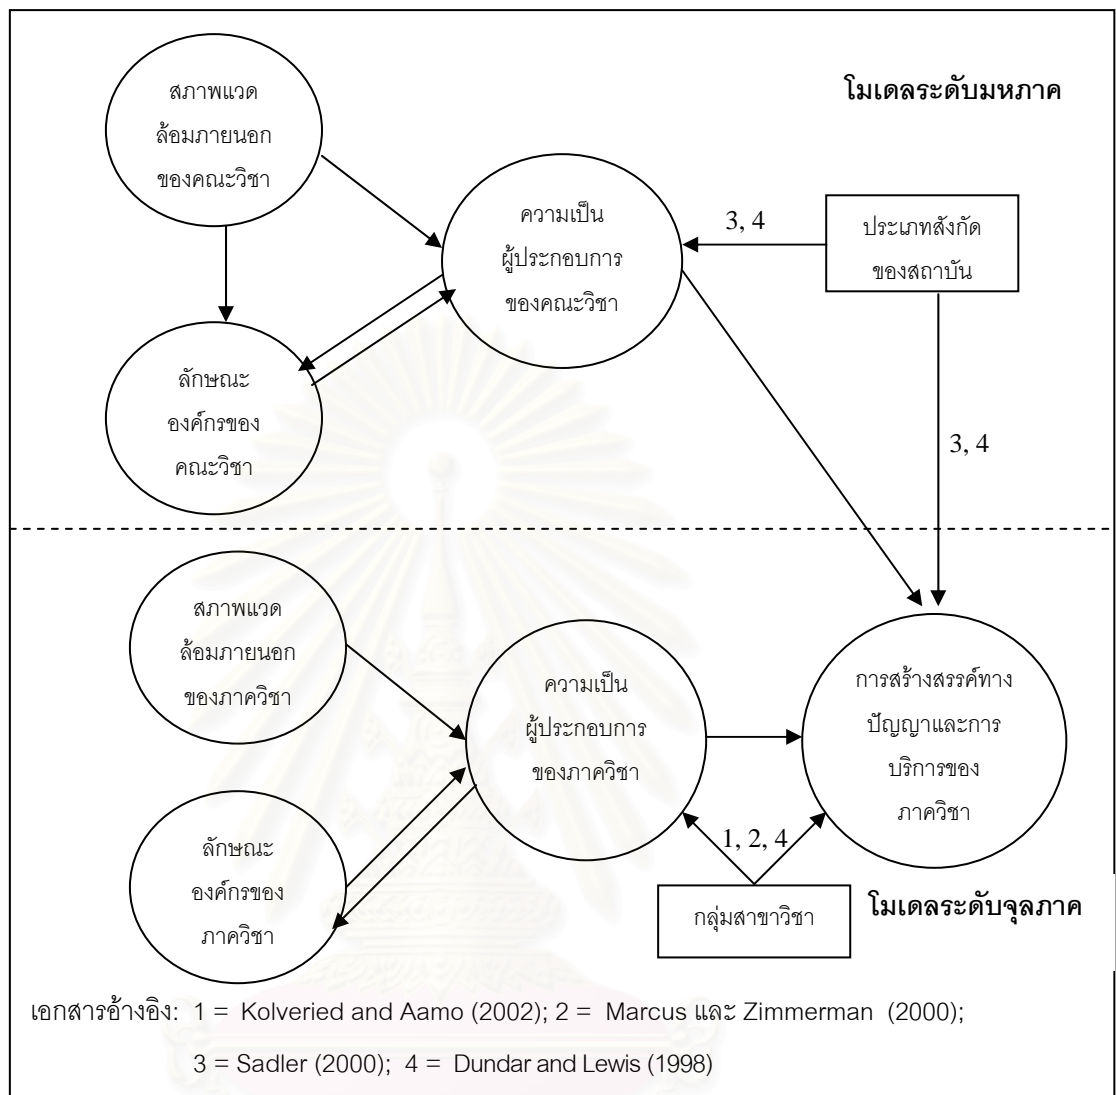 โมเดลระดับมหภาค
สภาพแวด
ล้อมภายนอก
ของคณะวิชา
ความเป็น
ผู้ประกอบการ
ของคณะวิชา
3, 4
ประเภทสังกัด
ของสถาบัน
ลักษณะ
องค์กรของ
คณะวิชา
3, 4
สภาพแวด
ล้อมภายนอก
ของภาควิชา
ความเป็น
ผู้ประกอบการ
ของภาควิชา
การสร้างสรรค์ทาง
ปัญญาและการ
บริการของ
ภาควิชา
ลักษณะ
องค์กรของ
ภาควิชา
1, 2, 4
กลุ่มสาขาวิชา
โมเดลระดับจุลภาค
เอกสารอ้างอิง: 1 = Kolveried and Aamo (2002); 2 = Marcus และ Zimmerman (2000);
3 = Sadler (2000); 4 = Dundar and Lewis (1998)